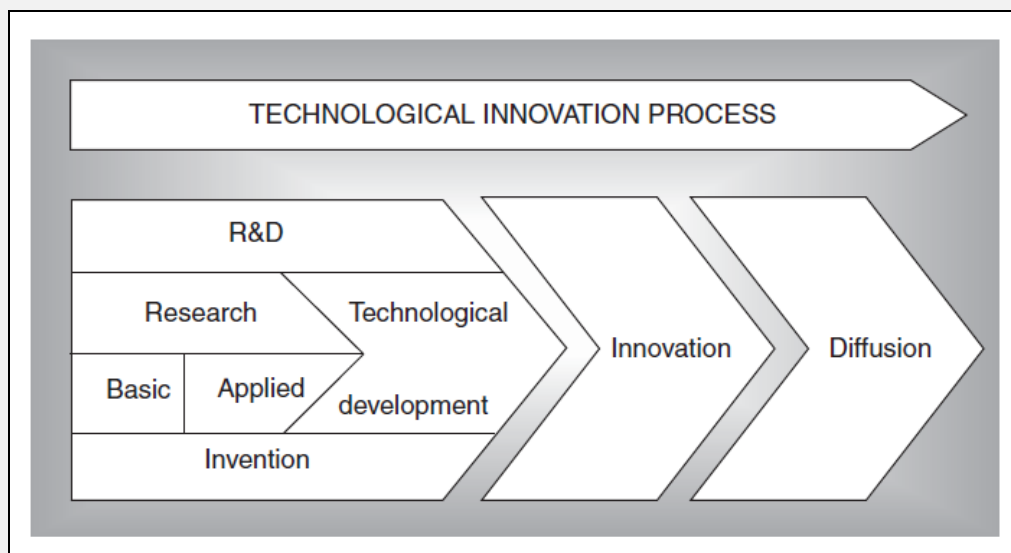 TECHNOLOGICAL INNOVATION PROCESS
R&D
Research
Technological
development
Basic
Applied
Invention
Innovation
Diffusion